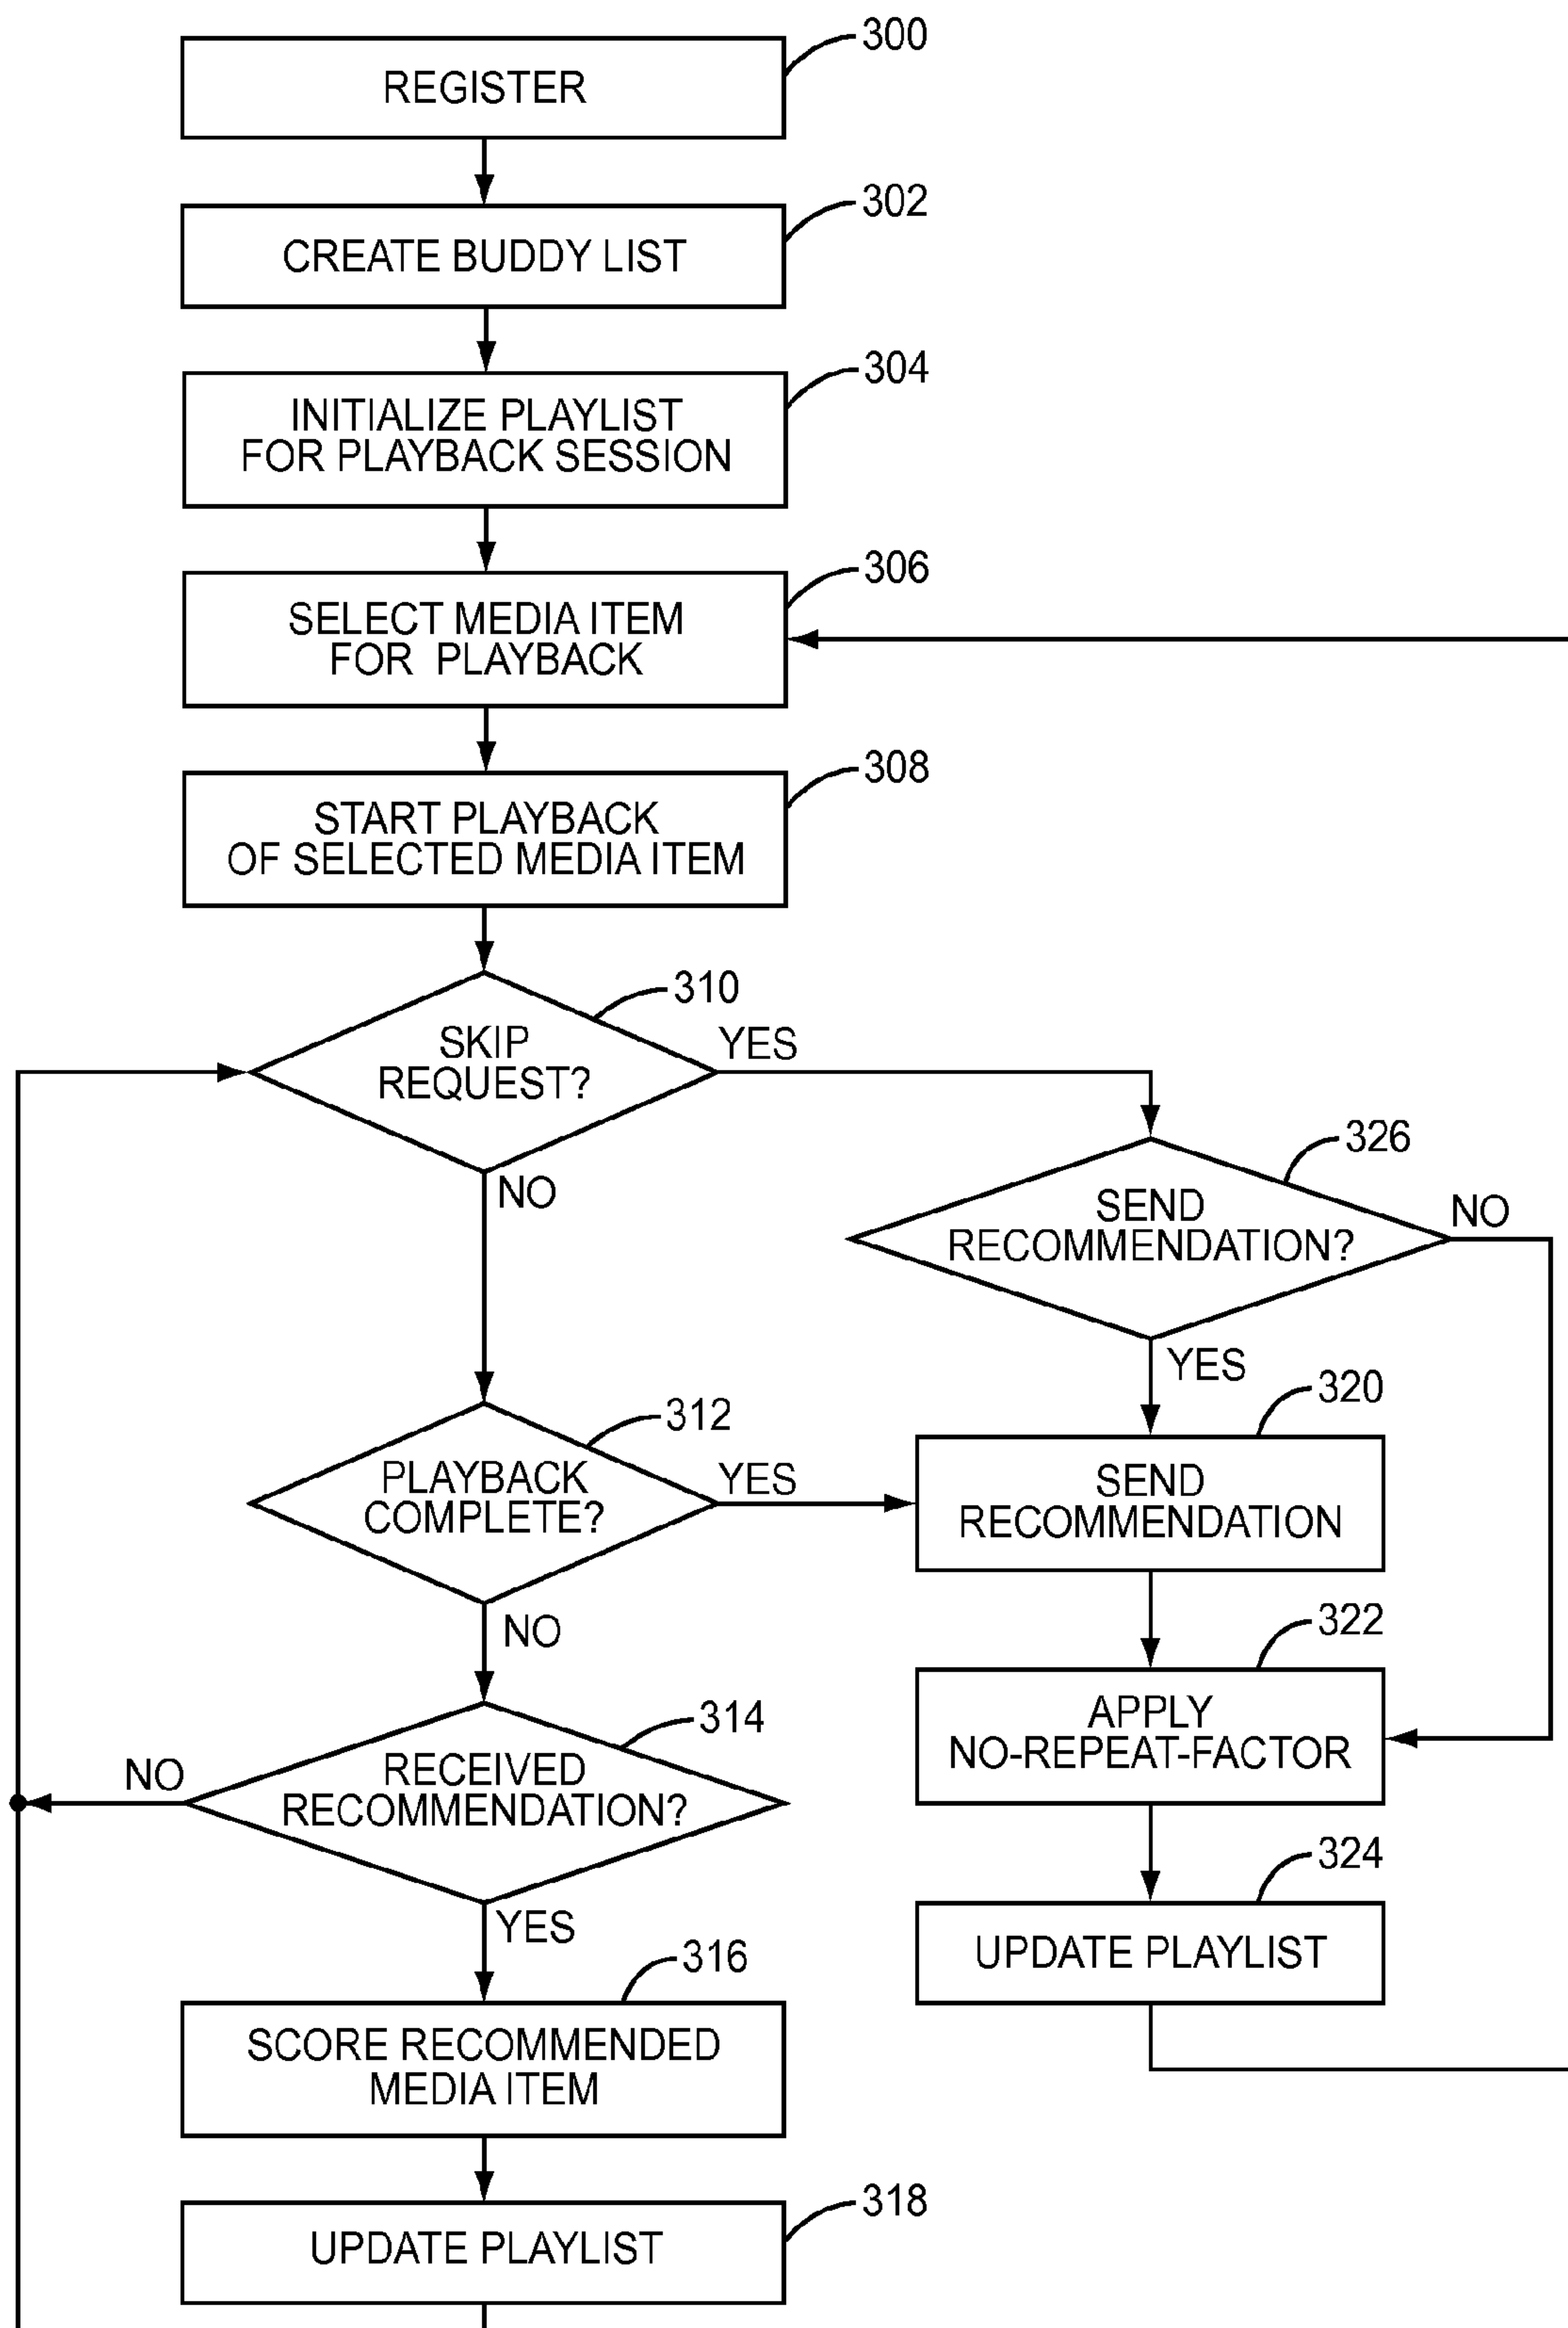 300
REGISTER
302
CREATE BUDDY LIST
304
INITIALIZE PLAYLIST
FOR PLAYBACK SESSION
306
SELECT MEDIA ITEM
FOR PLAYBACK
308
START PLAYBACK
OF SELECTED MEDIA ITEM
310
SKIP
REQUEST?
YES
NO
326
SEND
RECOMMENDATION?
NO
YES
312
PLAYBACK
COMPLETE?
YES
NO
320
SEND
RECOMMENDATION
322
APPLY
NO-REPEAT-FACTOR
314
RECEIVED
RECOMMENDATION?
NO
YES
324
UPDATE PLAYLIST
316
SCORE RECOMMENDED
MEDIA ITEM
318
UPDATE PLAYLIST